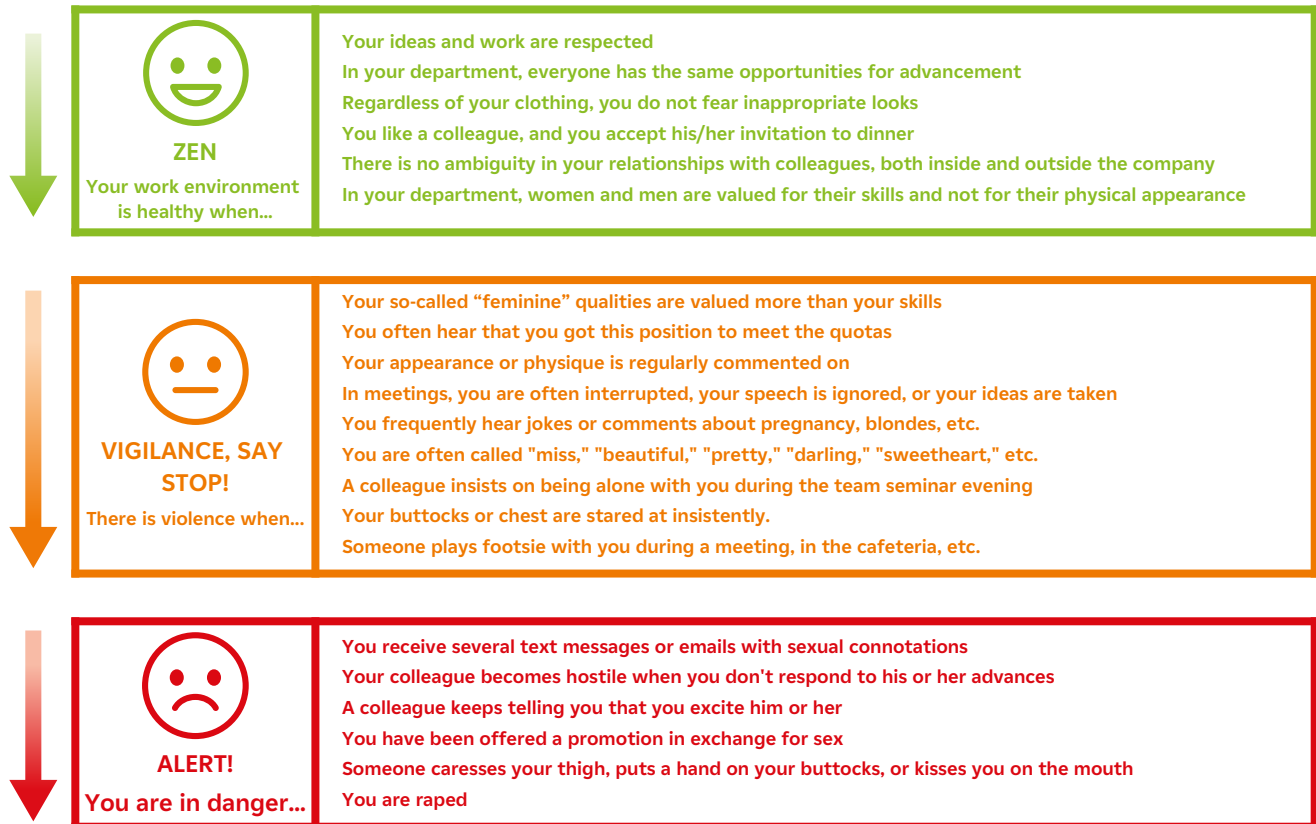 ZEN
Your work environment
is healthy when...
Your ideas and work are respected
In your department, everyone has the same opportunities for advancement
Regardless of your clothing, you do not fear inappropriate looks
You like a colleague, and you accept his/her invitation to dinner
There is no ambiguity in your relationships with colleagues, both inside and outside the company
In your department, women and men are valued for their skills and not for their physical appearance
VIGILANCE, SAY
STOP!
There is violence when...
Your so-called “feminine” qualities are valued more than your skills
You often hear that you got this position to meet the quotas
Your appearance or physique is regularly commented on
In meetings, you are often interrupted, your speech is ignored, or your ideas are taken
You frequently hear jokes or comments about pregnancy, blondes, etc.
You are often called "miss," "beautiful," "pretty," "darling," "sweetheart," etc.
A colleague insists on being alone with you during the team seminar evening
Your buttocks or chest are stared at insistently.
Someone plays footsie with you during a meeting, in the cafeteria, etc.
ALERT!
You are in danger...
You receive several text messages or emails with sexual connotations
Your colleague becomes hostile when you don't respond to his or her advances
A colleague keeps telling you that you excite him or her
You have been offered a promotion in exchange for sex
Someone caresses your thigh, puts a hand on your buttocks, or kisses you on the mouth
You are raped